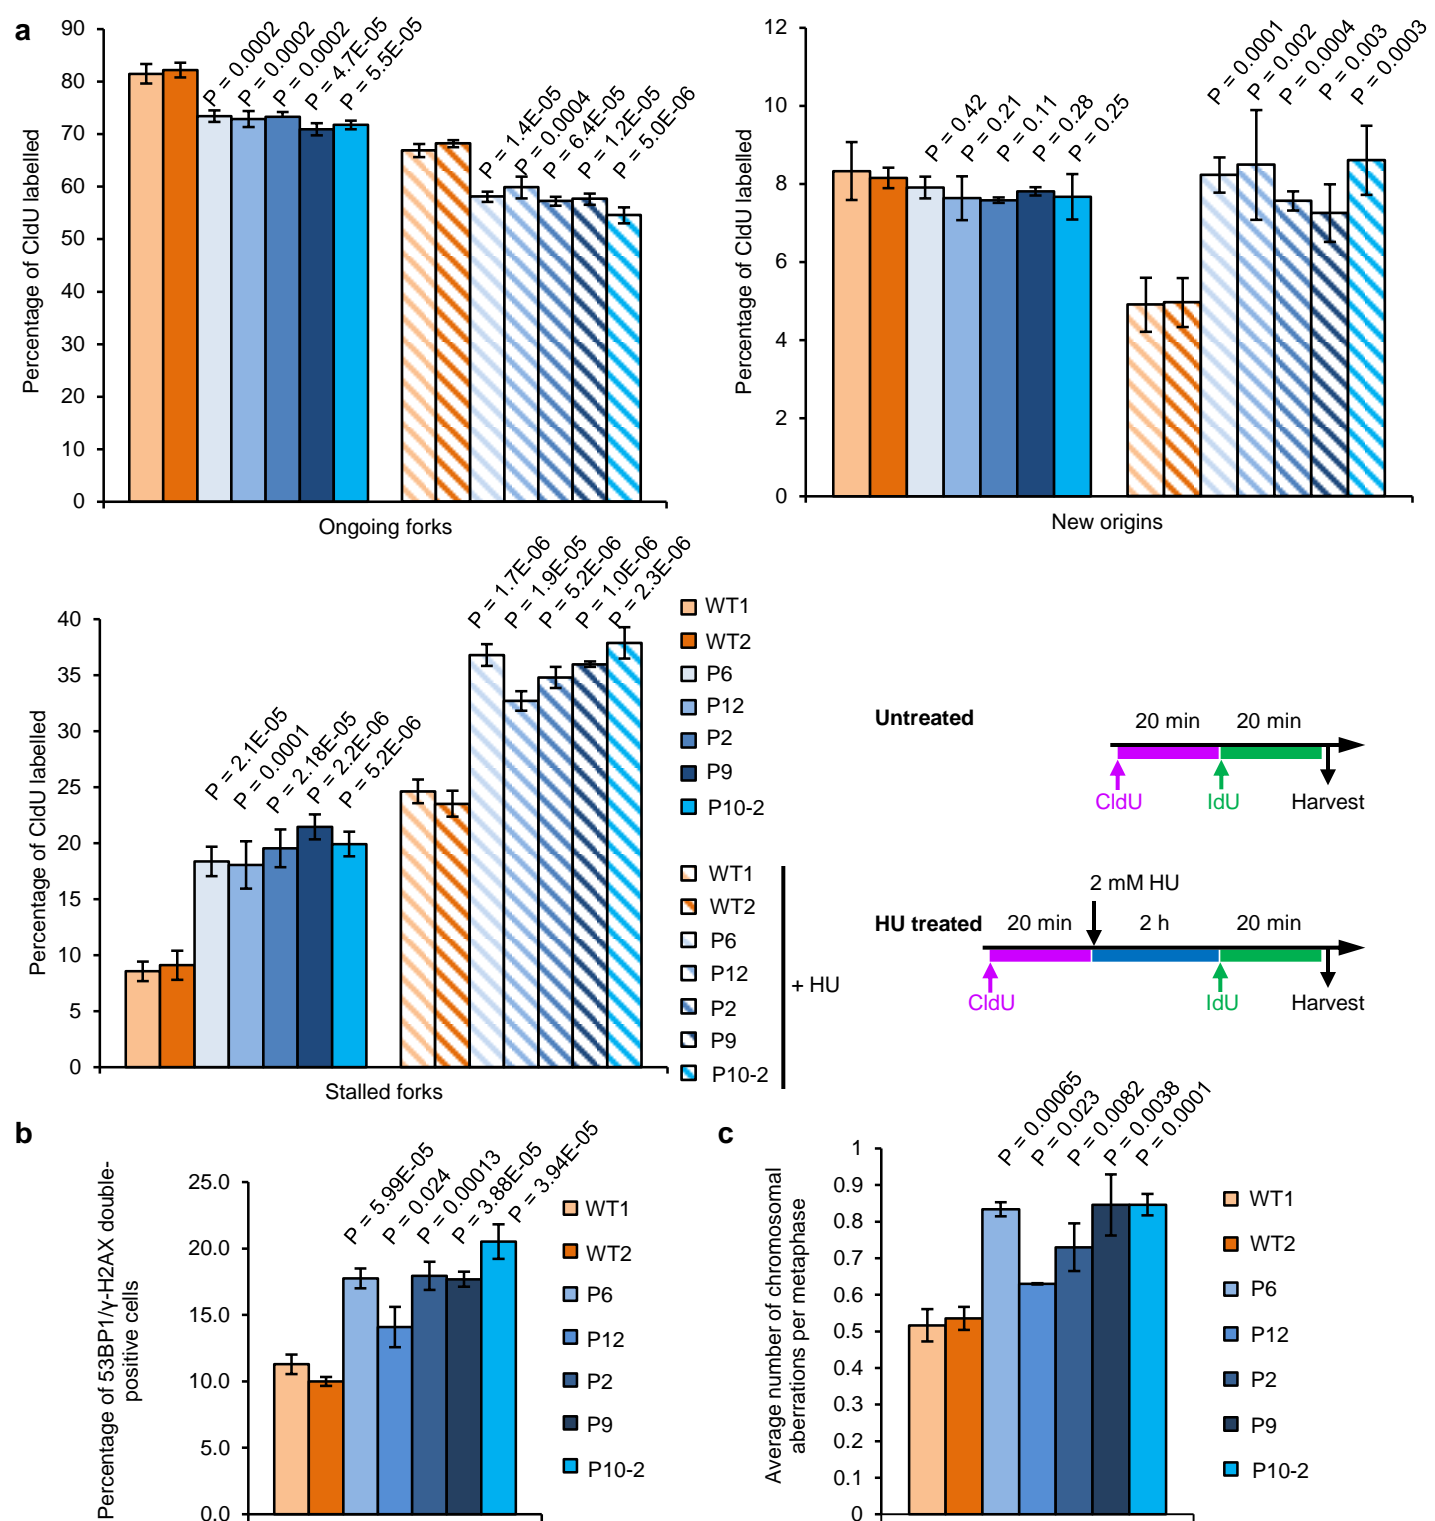 a
90
80
70
60
50
40
30
20
10
0
Percentage of CldU labelled
P = 0.0002
P = 0.0002
P = 0.0002
P = 4.7E-05
P = 5.5E-05
P = 1.4E-05
P = 0.0004
P = 6.4E-05
P = 1.2E-05
P = 5.0E-06
Ongoing forks
12
10
8
6
4
2
0
Percentage of CldU labelled
P = 0.42
P = 0.21
P = 0.11
P = 0.28
P = 0.25
P = 0.0001
P = 0.002
P = 0.0004
P = 0.003
P = 0.0003
New origins
40
35
30
25
20
15
10
5
0
Percentage of CldU labelled
P = 2.1E-05
P = 0.0001
P = 2.18E-05
P = 2.2E-06
P = 5.2E-06
P = 1.7E-06
P = 1.9E-05
P = 5.2E-06
P = 1.0E-06
P = 2.3E-06
Stalled forks
WT1
WT2
P6
P12
P2
P9
P10-2
WT1
WT2
P6
P12
P2
P9
P10-2
+ HU
Untreated
20 min 20 min
CldU IdU Harvest
2 mM HU
HU treated
20 min 2 h 20 min
CldU IdU Harvest
b
25.0
20.0
15.0
10.0
5.0
0.0
Percentage of 53BP1/γ-H2AX double-
positive cells
P = 5.99E-05
P = 0.024
P = 0.00013
P = 3.88E-05
P = 3.94E-05
WT1
WT2
P6
P12
P2
P9
P10-2
c
1
0.9
0.8
0.7
0.6
0.5
0.4
0.3
0.2
0.1
0
Average number of chromosomal
aberrations per metaphase
P = 0.00065
P = 0.023
P = 0.0082
P = 0.0038
P = 0.0001
WT1
WT2
P6
P12
P2
P9
P10-2